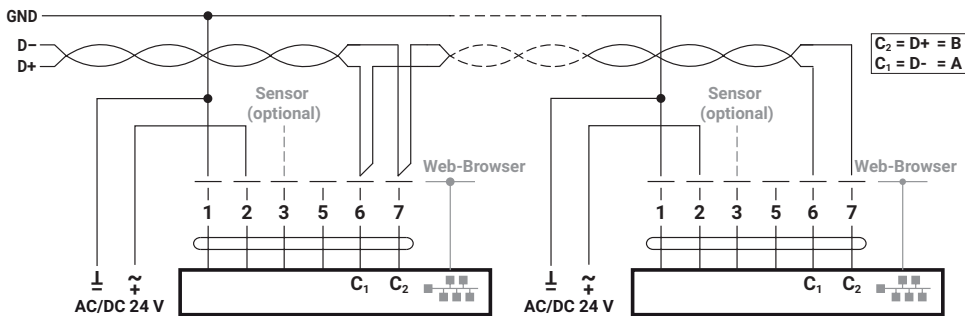 GND
D−
D+
C₂ = D+ = B
C₁ = D- = A
Sensor
(optional)
Sensor
(optional)
Web-Browser
Web-Browser
1 2 3 5 6 7
1 2 3 5 6 7
⊥ ~
= +
C₁ C₂
AC/DC 24 V
⊥ ~
= +
C₁ C₂
AC/DC 24 V